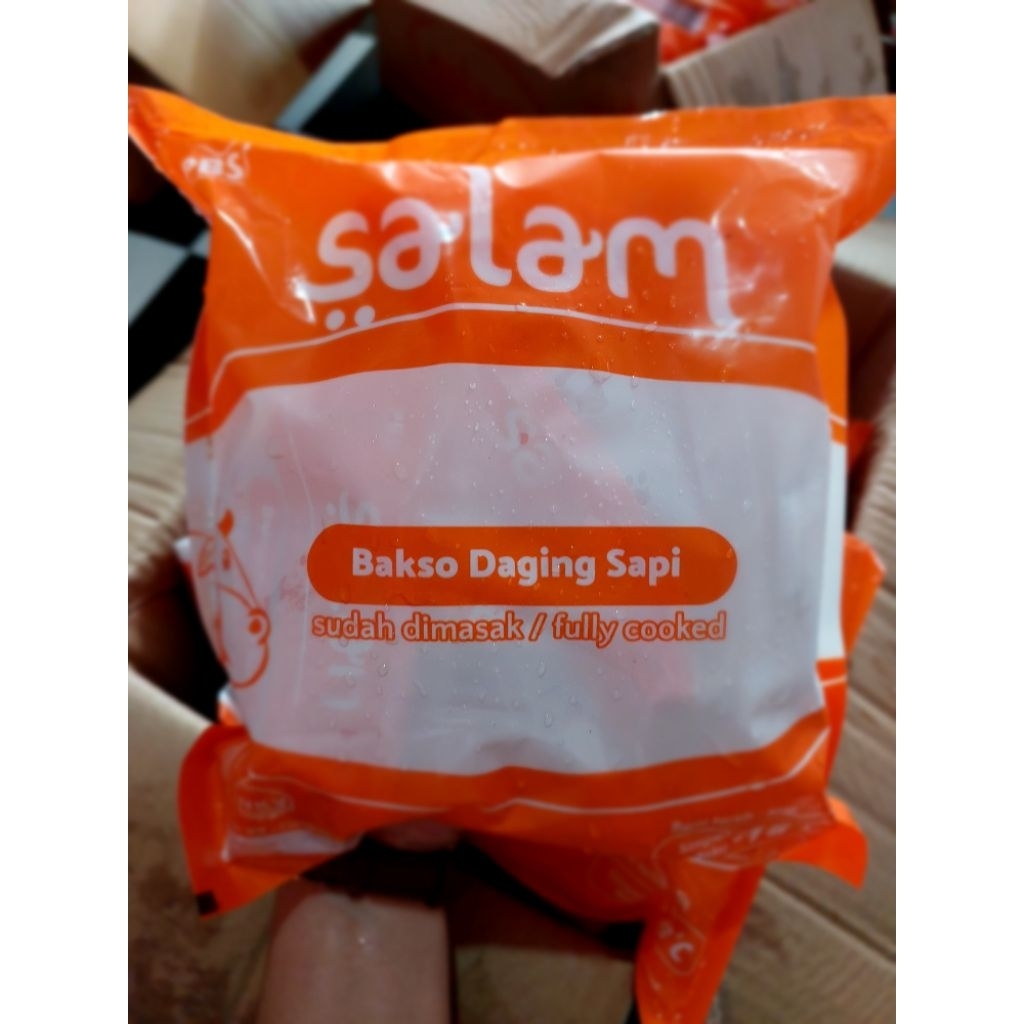 salam
Bakso Daging Sapi
sudah dimasak / fully cooked